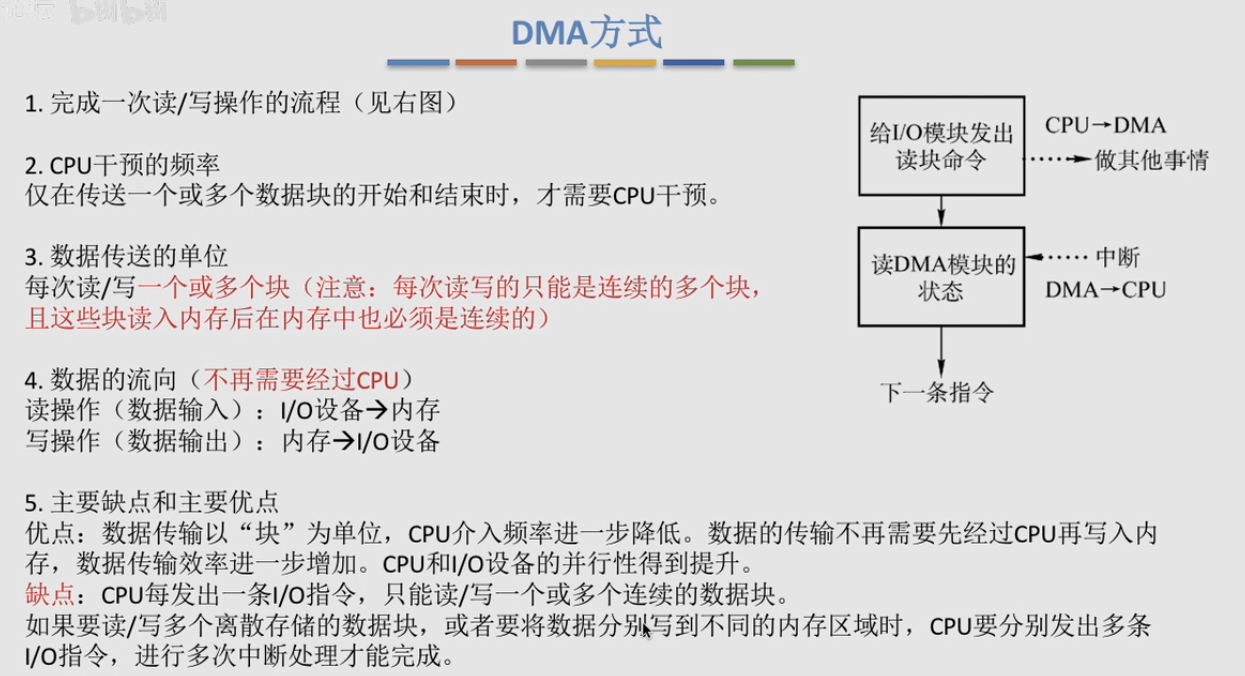 bilibili
DMA方式
1. 完成一次读/写操作的流程（见右图）
2. CPU干预的频率
仅在传送一个或多个数据块的开始和结束时，才需要CPU干预。
3. 数据传送的单位
每次读/写一个或多个块（注意：每次读写的只能是连续的多个块，
且这些块读入内存后在内存中也必须是连续的）
4. 数据的流向（不再需要经过CPU）
读操作（数据输入）：I/O设备→内存
写操作（数据输出）：内存→I/O设备
5. 主要缺点和主要优点
优点：数据传输以“块”为单位，CPU介入频率进一步降低。数据的传输不再需要先经过CPU再写入内
存，数据传输效率进一步增加。CPU和I/O设备的并行性得到提升。
缺点：CPU每发出一条I/O指令，只能读/写一个或多个连续的数据块。
如果要读/写多个离散存储的数据块，或者要将数据分别写到不同的内存区域时，CPU要分别发出多条
I/O指令，进行多次中断处理才能完成。
给I/O模块发出
读块命令
CPU→DMA
做其他事情
读DMA模块的
状态
中断
DMA→CPU
下一条指令